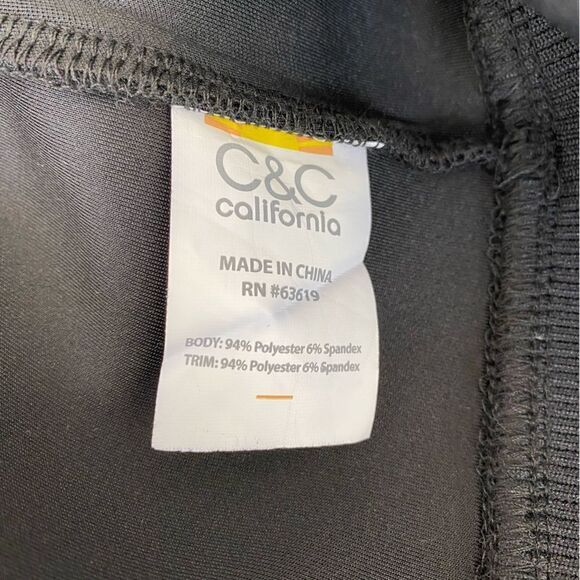 C&C
california
MADE IN CHINA
RN #63619
BODY: 94% Polyester 6% Spandex
TRIM: 94% Polyester 6% Spandex